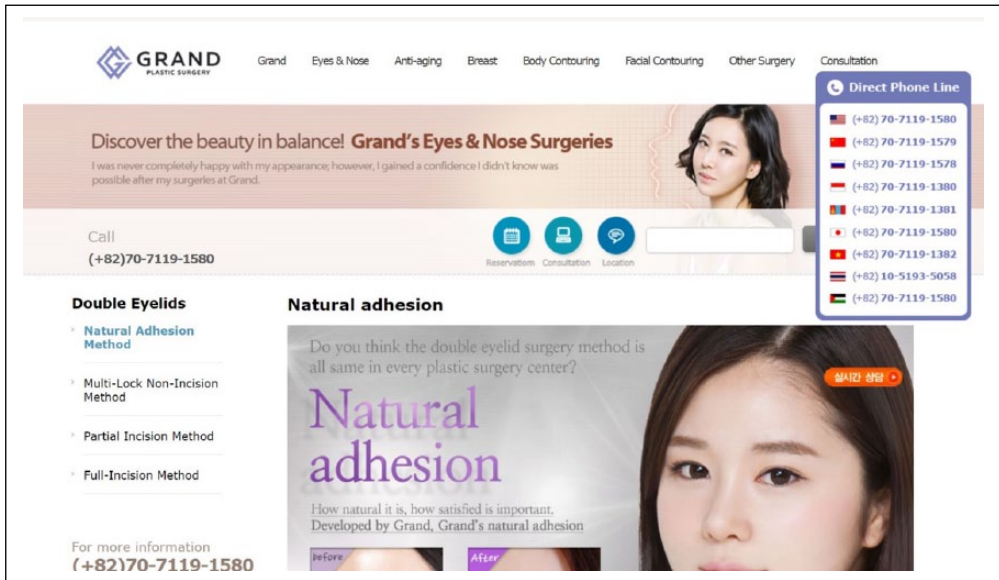 GRAND
PLASTIC SURGERY
Grand Eyes & Nose Anti-aging Breast Body Contouring Facial Contouring Other Surgery Consultation
Direct Phone Line
(+82) 70-7119-1580
(+82) 70-7119-1579
(+82) 70-7119-1578
(+82) 70-7119-1380
(+82) 70-7119-1381
(+82) 70-7119-1580
(+82) 70-7119-1382
(+82) 10-5193-5058
(+82) 70-7119-1580
Discover the beauty in balance! Grand's Eyes & Nose Surgeries
I was never completely happy with my appearance; however, I gained a confidence I didn't know was
possible after my surgeries at Grand.
Call
(+82)70-7119-1580
Reservations Consultation Location
Double Eyelids
Natural Adhesion
Method
Multi-Lock Non-Incision
Method
Partial Incision Method
Full-Incision Method
For more information
(+82)70-7119-1580
Natural adhesion
Do you think the double eyelid surgery method is
all same in every plastic surgery center?
Natural
adhesion
How natural it is, how satisfied is important.
Developed by Grand, Grand's natural adhesion
before
After
실시간 상담